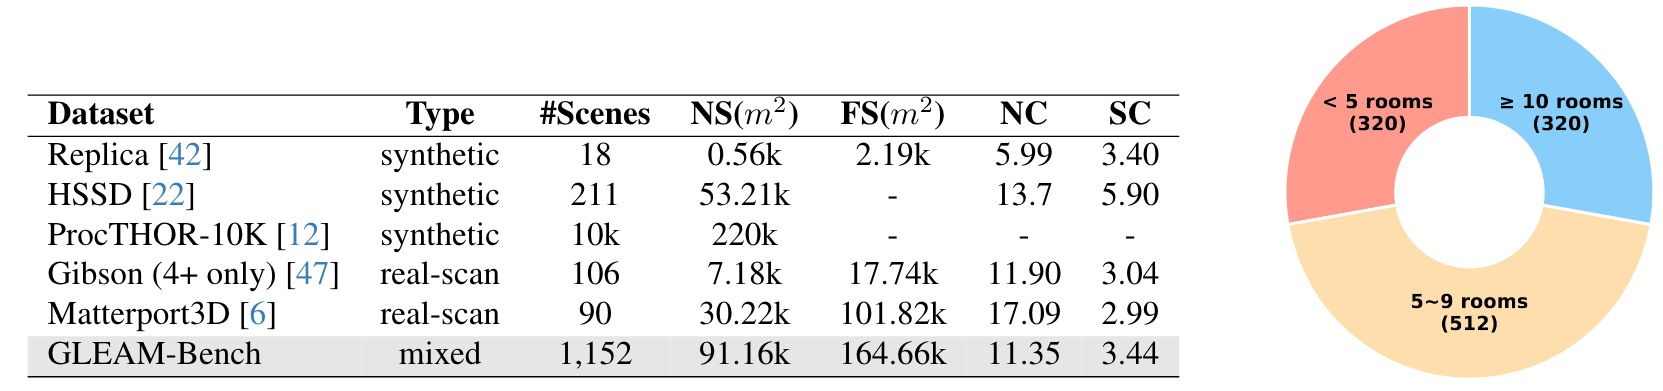 Dataset Type #Scenes NS(m²) FS(m²) NC SC
Replica [42] synthetic 18 0.56k 2.19k 5.99 3.40
HSSD [22] synthetic 211 53.21k - 13.7 5.90
ProcTHOR-10K [12] synthetic 10k 220k - - -
Gibson (4+ only) [47] real-scan 106 7.18k 17.74k 11.90 3.04
Matterport3D [6] real-scan 90 30.22k 101.82k 17.09 2.99
GLEAM-Bench mixed 1,152 91.16k 164.66k 11.35 3.44
< 5 rooms
(320)
≥ 10 rooms
(320)
5~9 rooms
(512)